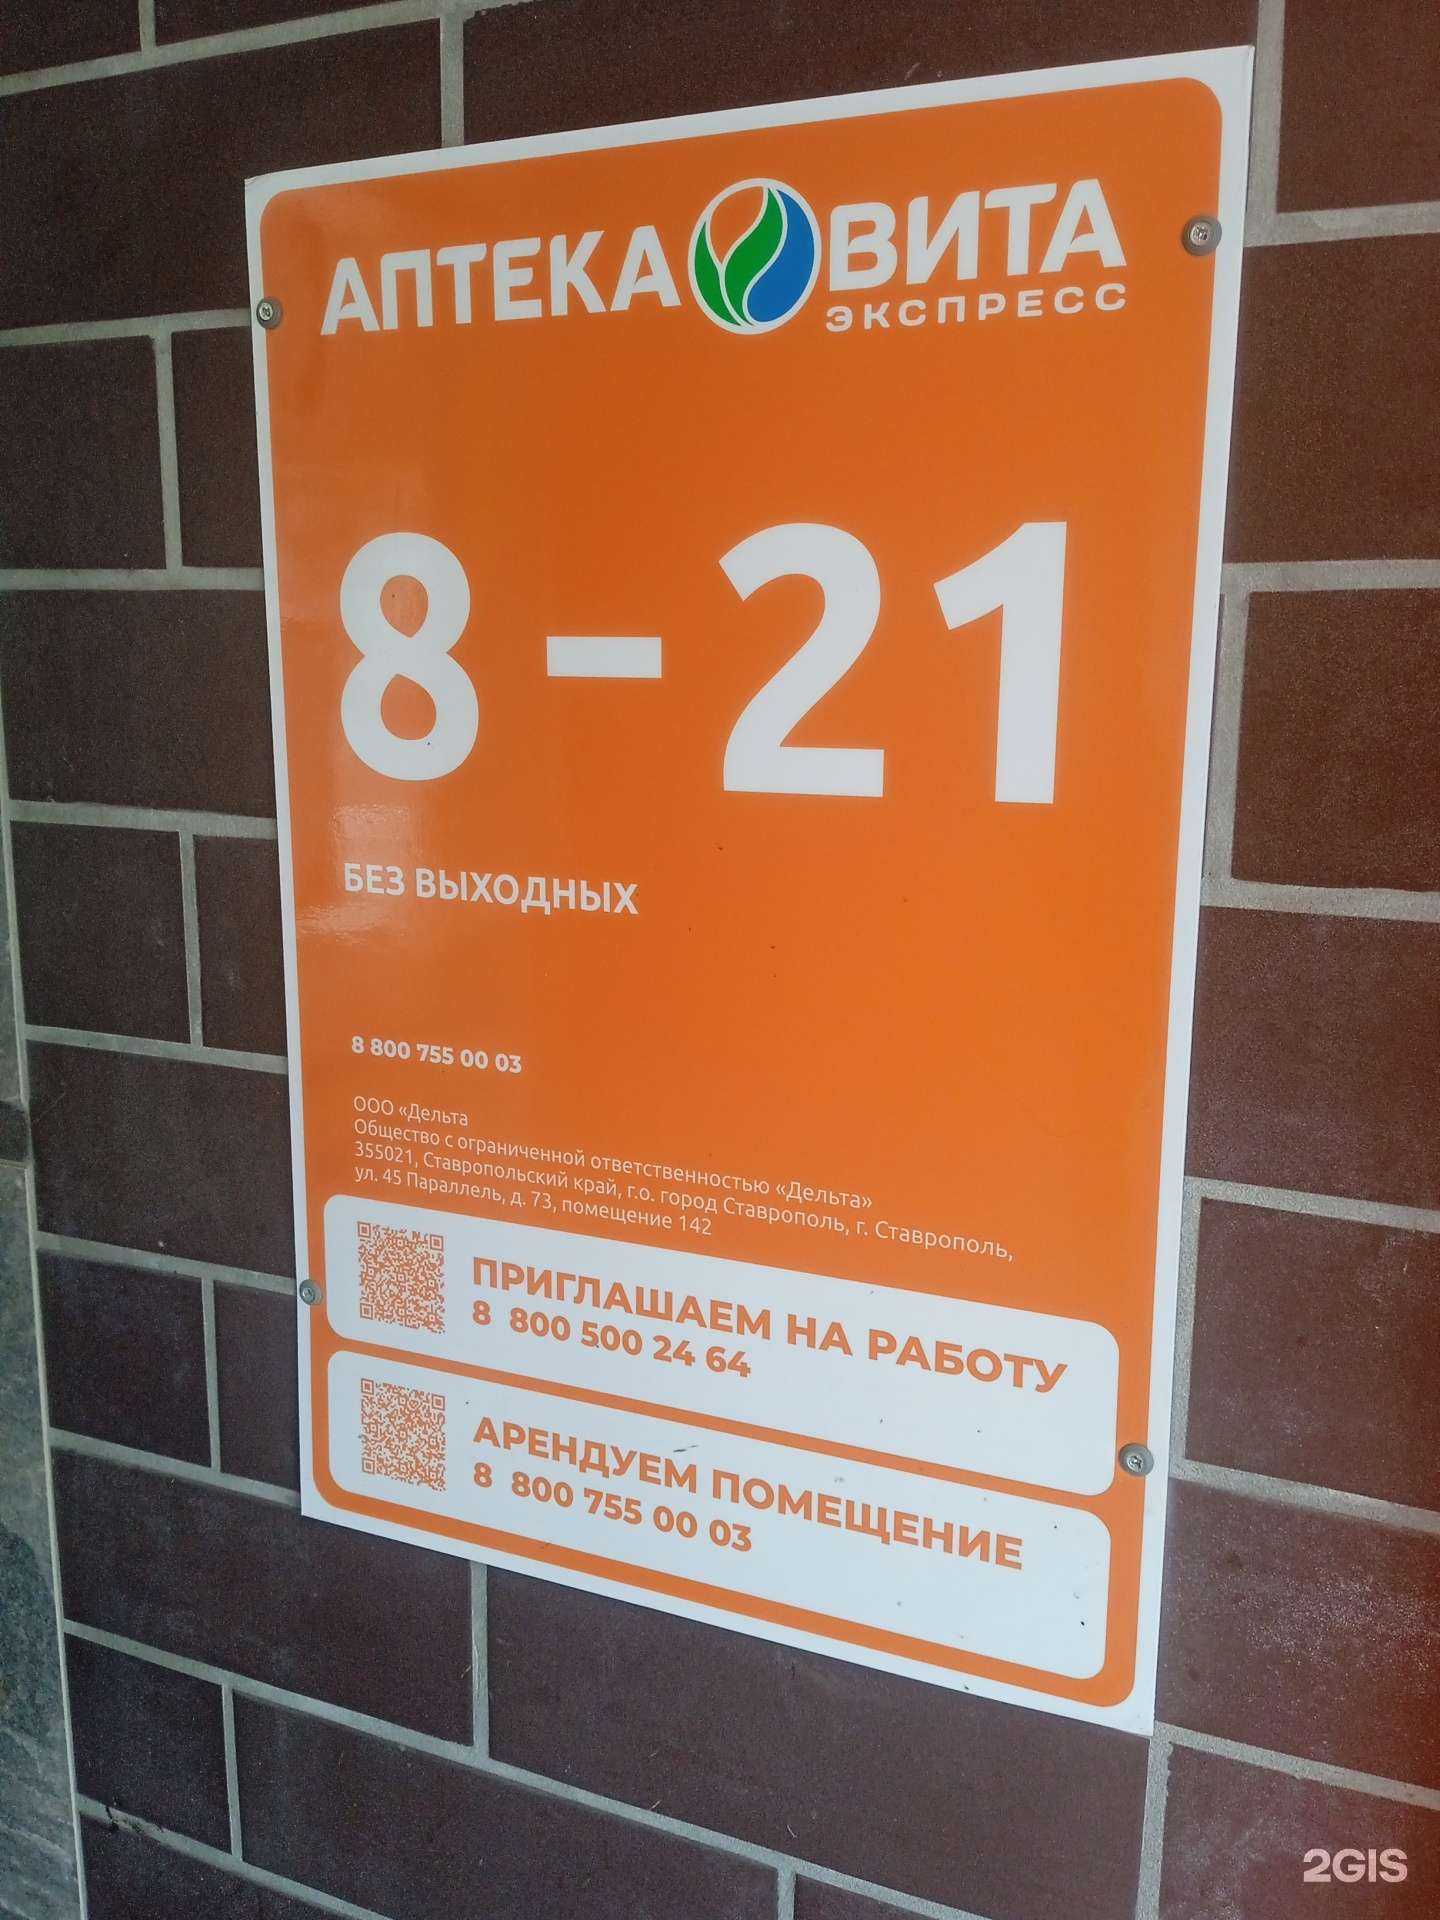 АПТЕКА ВИТА
ЭКСПРЕСС
8 – 21
БЕЗ ВЫХОДНЫХ
8 800 755 00 03
ООО «Дельта
Общество с ограниченной ответственностью «Дельта»
355021, Ставропольский край, г.о. город Ставрополь, г. Ставрополь,
ул. 45 Параллель, д. 73, помещение 142
ПРИГЛАШАЕМ НА РАБОТУ
8 800 500 24 64
АРЕНДУЕМ ПОМЕЩЕНИЕ
8 800 755 00 03
2GIS